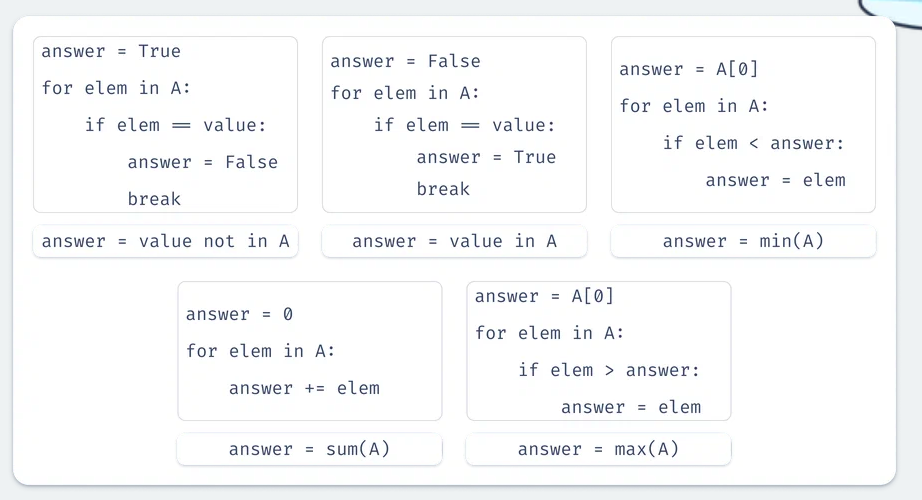 answer = True
for elem in A:
    if elem == value:
        answer = False
        break
answer = value not in A
answer = False
for elem in A:
    if elem == value:
        answer = True
        break
answer = value in A
answer = A[0]
for elem in A:
    if elem < answer:
        answer = elem
answer = min(A)
answer = 0
for elem in A:
    answer += elem
answer = sum(A)
answer = A[0]
for elem in A:
    if elem > answer:
        answer = elem
answer = max(A)